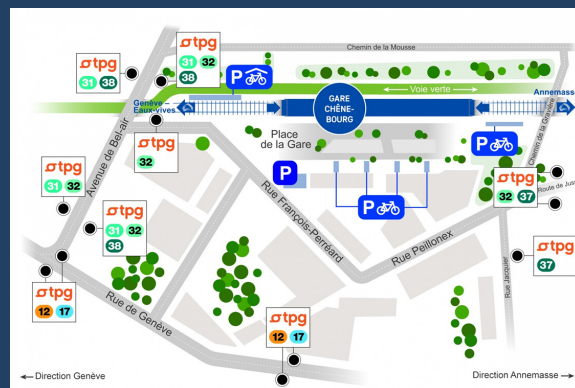 Chemin de la Mousse
tpg
31 32
38
tpg
31 38
P
Voie verte
Genève –
Eaux-vives
GARE
CHÊNE-
BOURG
Annemasse
Chemin de la Gravière
Avenue de Bel-air
tpg
32
Place
de la Gare
P
P
tpg
31 32
P
tpg
32 37
Route de Jus
Rue François-Perréard
Rue Peillonex
tpg
31 32
38
tpg
37
Rue Jacquier
tpg
12 17
Rue de Genève
tpg
12 17
← Direction Genève
Direction Annemasse →